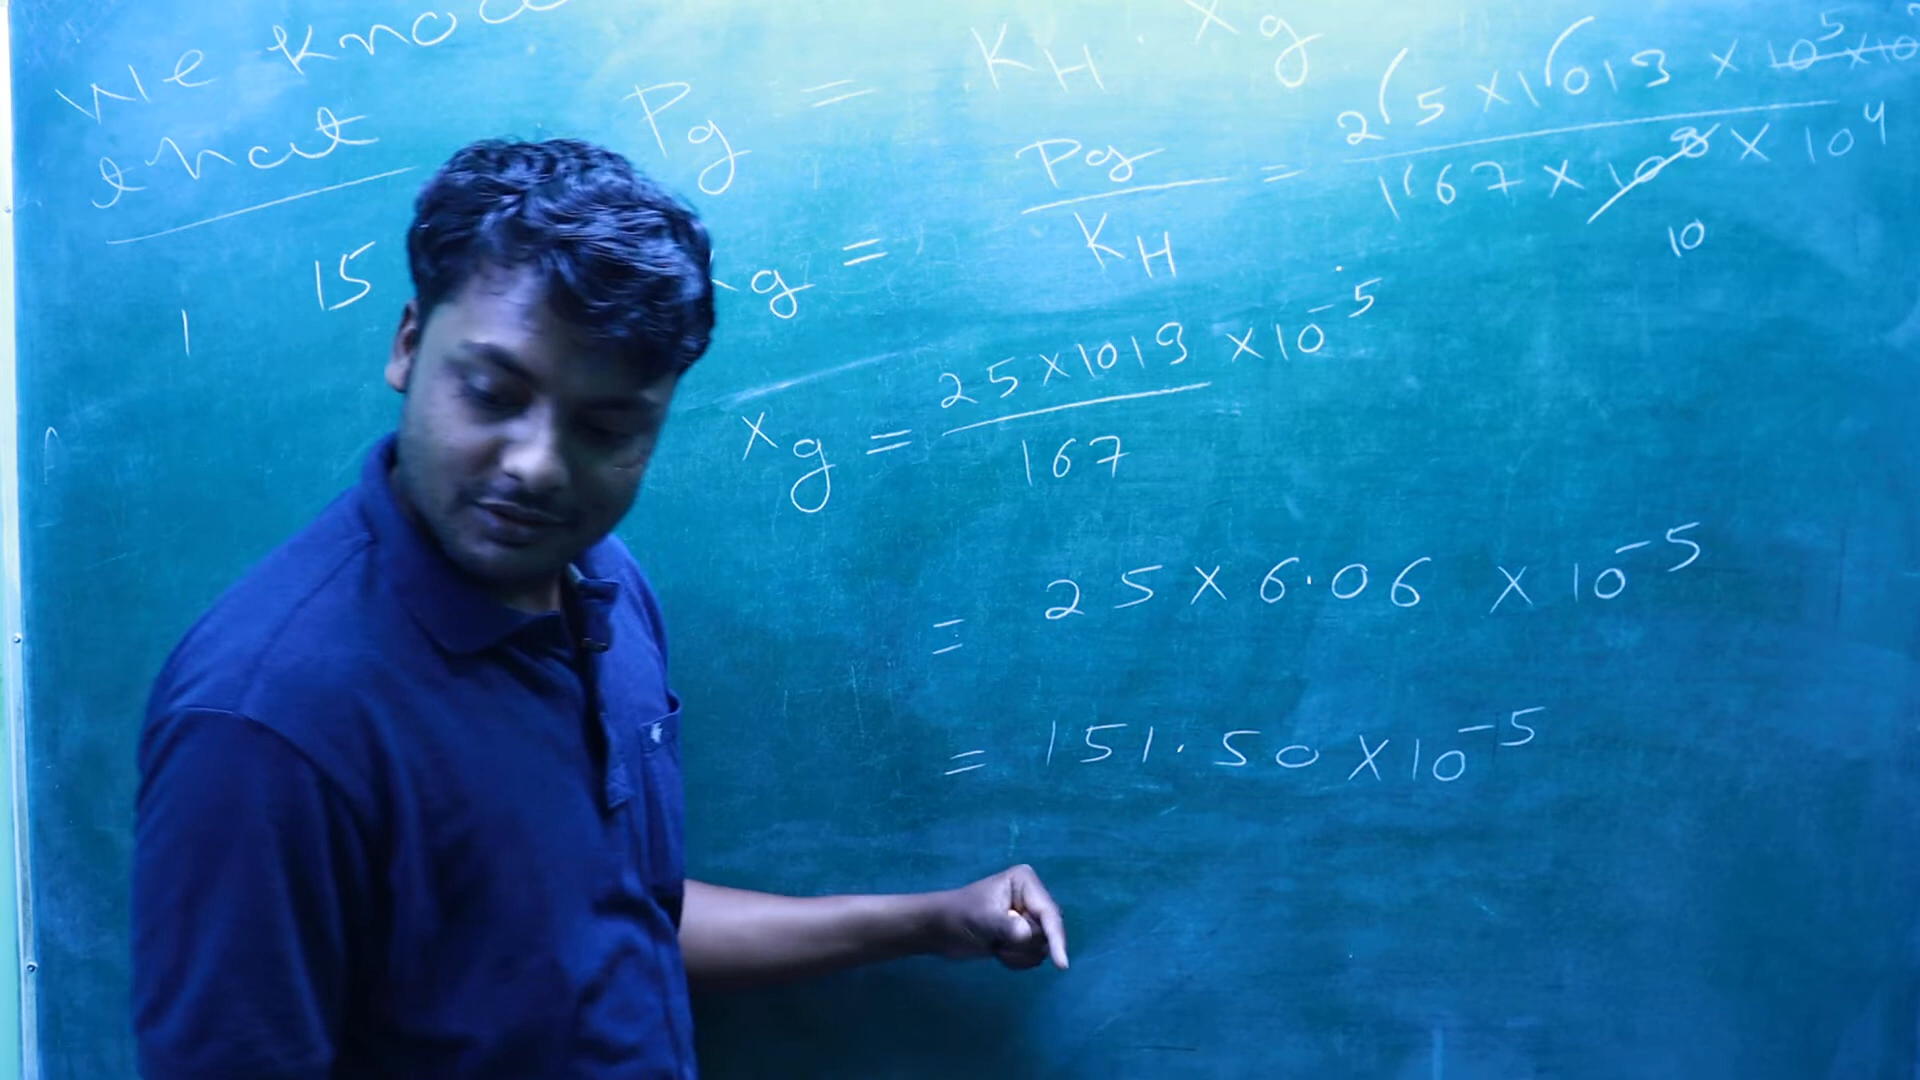 We know
that
Pg = KH . xg
xg = Pg / KH = 2.5 x 1.013 x 10^5 x 10 / 1.67 x 10^8 x 10^4
10
1 15
xg = 25 x 1013 / 167 x 10^-5
= 25 x 6.06 x 10^-5
= 151.50 x 10^-5